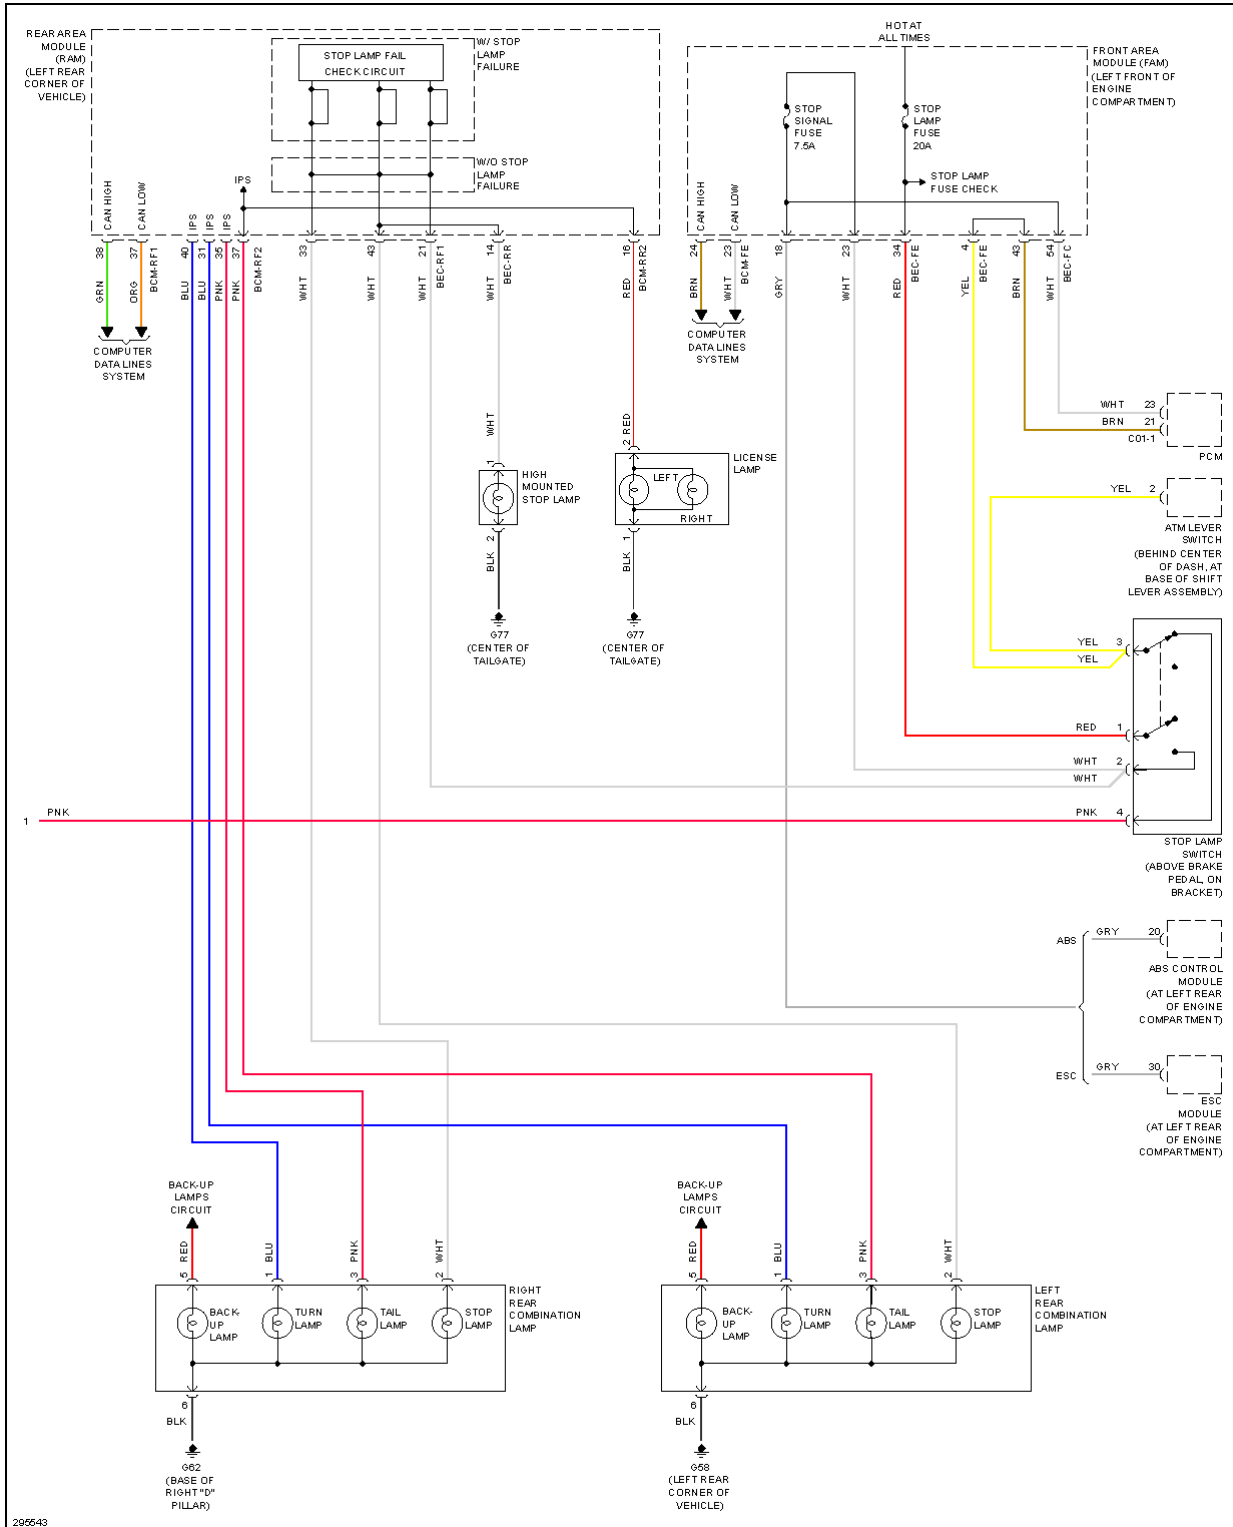 REAR AREA
MODULE
(RAM)
(LEFT REAR
CORNER OF
VEHICLE)
STOP LAMP FAIL
CHECK CIRCUIT
W/ STOP
LAMP
FAILURE
W/O STOP
LAMP
FAILURE
IPS
HOT AT
ALL TIMES
FRONT AREA
MODULE (FAM)
(LEFT FRONT OF
ENGINE
COMPARTMENT)
STOP
SIGNAL
FUSE
7.5A
STOP
LAMP
FUSE
20A
STOP LAMP
FUSE CHECK
CAN HIGH
CAN LOW
IPS
IPS
IPS
CAN HIGH
CAN LOW
38
37
BCM-RF1
40
31
35
37
BCM-RF2
33
43
21
BEC-RF1
14
BEC-RR
16
BCM-RR2
24
23
BCM-FE
18
23
34
BEC-FE
4
BEC-FE
43
54
BEC-FC
GRN
ORG
BLU
BLU
PNK
PNK
WHT
WHT
WHT
WHT
RED
BRN
WHT
GRY
WHT
RED
YEL
BRN
WHT
COMPUTER
DATA LINES
SYSTEM
COMPUTER
DATA LINES
SYSTEM
WHT 23
BRN 21
C01-1
PCM
WHT
1
HIGH
MOUNTED
STOP LAMP
2
BLK
G77
(CENTER OF
TAILGATE)
2 RED
LICENSE
LAMP
LEFT
RIGHT
1
BLK
G77
(CENTER OF
TAILGATE)
YEL 2
ATM LEVER
SWITCH
(BEHIND CENTER
OF DASH, AT
BASE OF SHIFT
LEVER ASSEMBLY)
YEL 3
YEL
RED 1
WHT 2
WHT
1 PNK
PNK 4
STOP LAMP
SWITCH
(ABOVE BRAKE
PEDAL, ON
BRACKET)
ABS
GRY 20
ABS CONTROL
MODULE
(AT LEFT REAR
OF ENGINE
COMPARTMENT)
ESC
GRY 30
ESC
MODULE
(AT LEFT REAR
OF ENGINE
COMPARTMENT)
BACK-UP
LAMPS
CIRCUIT
5 RED
1 BLU
3 PNK
2 WHT
BACK-
UP
LAMP
TURN
LAMP
TAIL
LAMP
STOP
LAMP
RIGHT
REAR
COMBINATION
LAMP
6
BLK
G62
(BASE OF
RIGHT "D"
PILLAR)
BACK-UP
LAMPS
CIRCUIT
5 RED
1 BLU
3 PNK
2 WHT
BACK-
UP
LAMP
TURN
LAMP
TAIL
LAMP
STOP
LAMP
LEFT
REAR
COMBINATION
LAMP
6
BLK
G58
(LEFT REAR
CORNER OF
VEHICLE)
295543